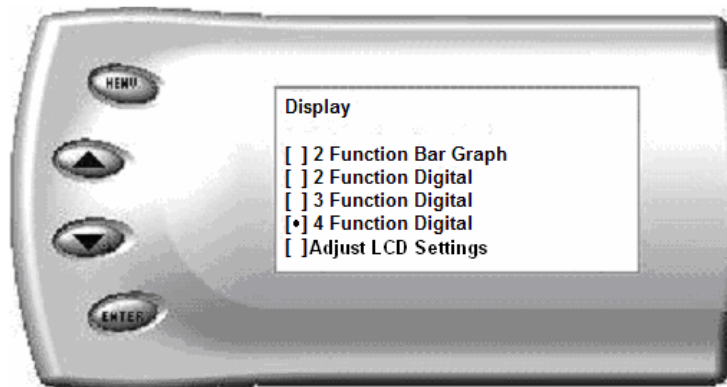 MENU
Display
[ ] 2 Function Bar Graph
[ ] 2 Function Digital
[ ] 3 Function Digital
[•] 4 Function Digital
[ ]Adjust LCD Settings
ENTER